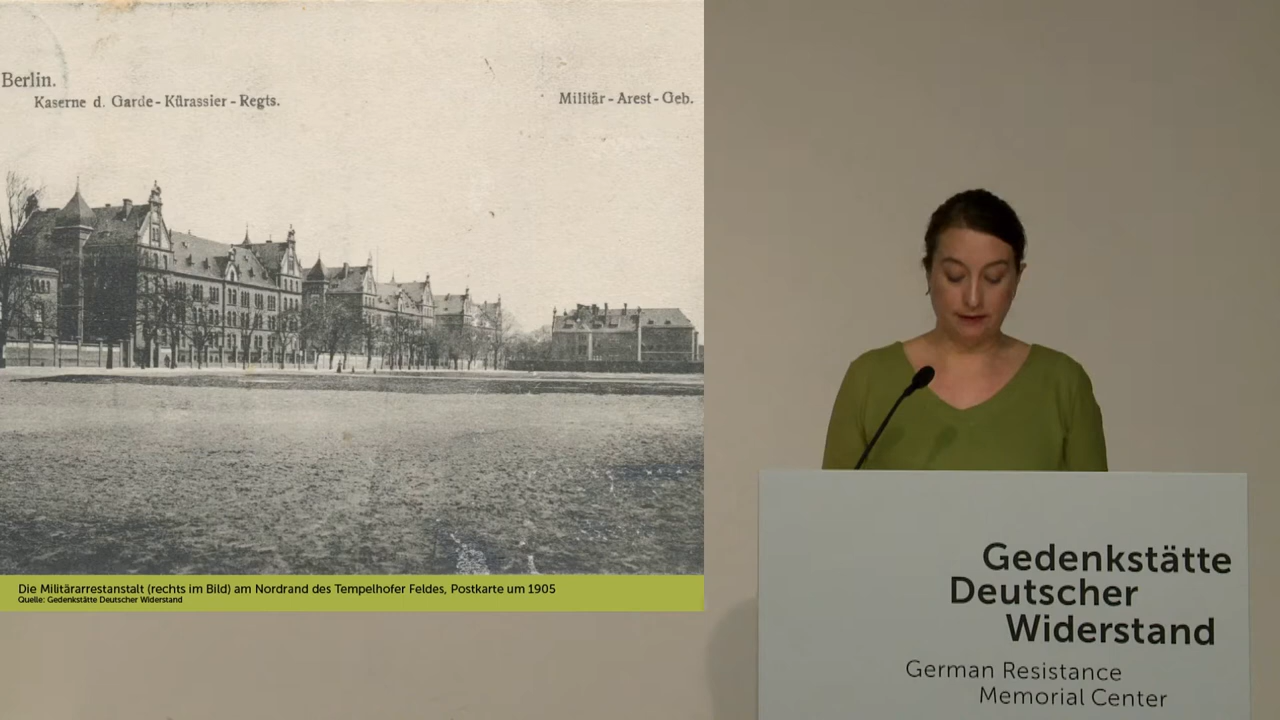 Berlin.
Kaserne d. Garde-Kürassier-Regts.
Militär-Arest-Geb.
Die Militärarrestanstalt (rechts im Bild) am Nordrand des Tempelhofer Feldes, Postkarte um 1905
Quelle: Gedenkstätte Deutscher Widerstand
Gedenkstätte
Deutscher
Widerstand
German Resistance
Memorial Center